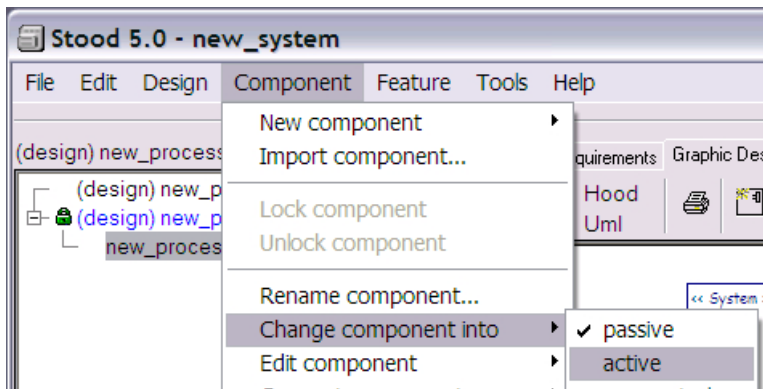 Stood 5.0 - new_system
File Edit Design Component Feature Tools Help
New component
(design) new_process
Import component...
quirements Graphic Des
(design) new_p
Lock component
Hood
(design) new_p
Unlock component
Uml
new_proces
Rename component...
<< System
Change component into
✔ passive
Edit component
active